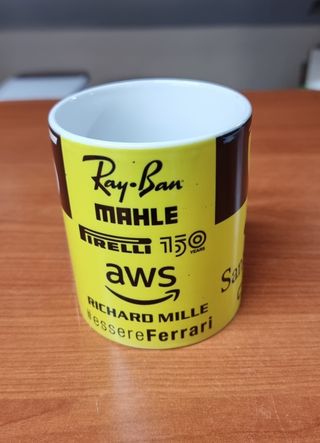 Ray-Ban
MAHLE
PIRELLI 150
YEARS
aws
RICHARD MILLE
#essereFerrari